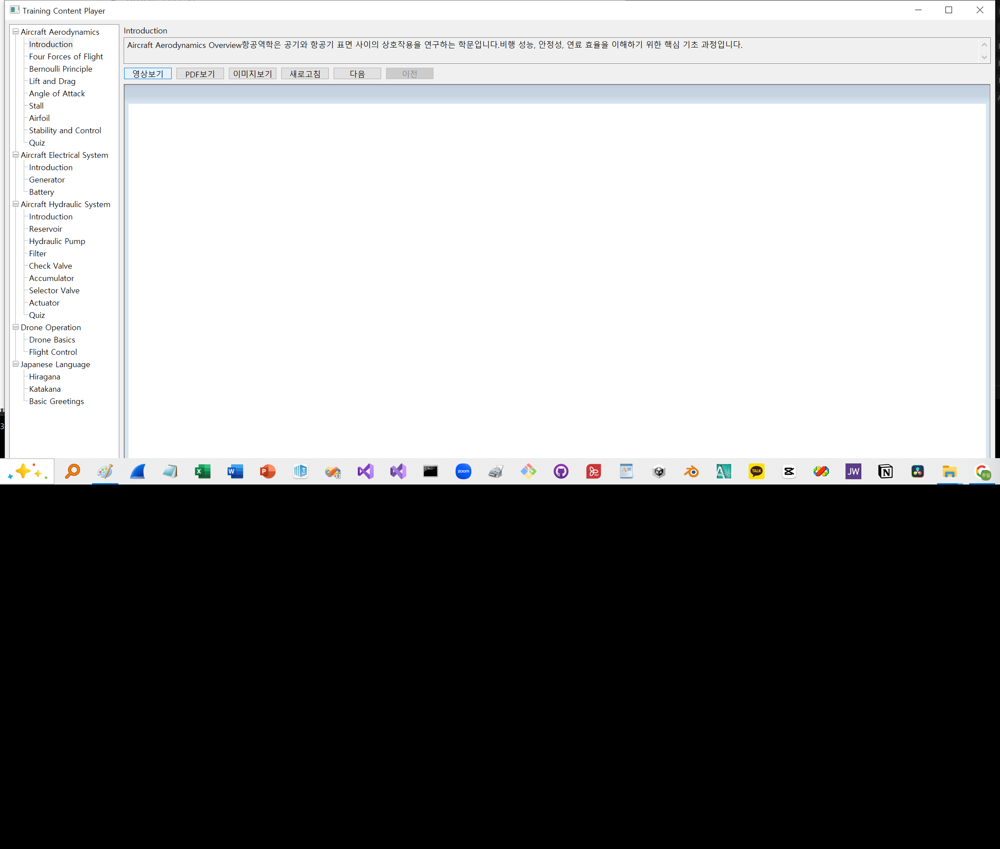 Training Content Player
Aircraft Aerodynamics
Introduction
Four Forces of Flight
Bernoulli Principle
Lift and Drag
Angle of Attack
Stall
Airfoil
Stability and Control
Quiz
Aircraft Electrical System
Introduction
Generator
Battery
Aircraft Hydraulic System
Introduction
Reservoir
Hydraulic Pump
Filter
Check Valve
Accumulator
Selector Valve
Actuator
Quiz
Drone Operation
Drone Basics
Flight Control
Japanese Language
Hiragana
Katakana
Basic Greetings
Introduction
Aircraft Aerodynamics Overview항공역학은 공기와 항공기 표면 사이의 상호작용을 연구하는 학문입니다.비행 성능, 안정성, 연료 효율을 이해하기 위한 핵심 기초 과정입니다.
영상보기 PDF보기 이미지보기 새로고침 다음 이전
3
X W P 9 zoom PDF TALK JW N 주일